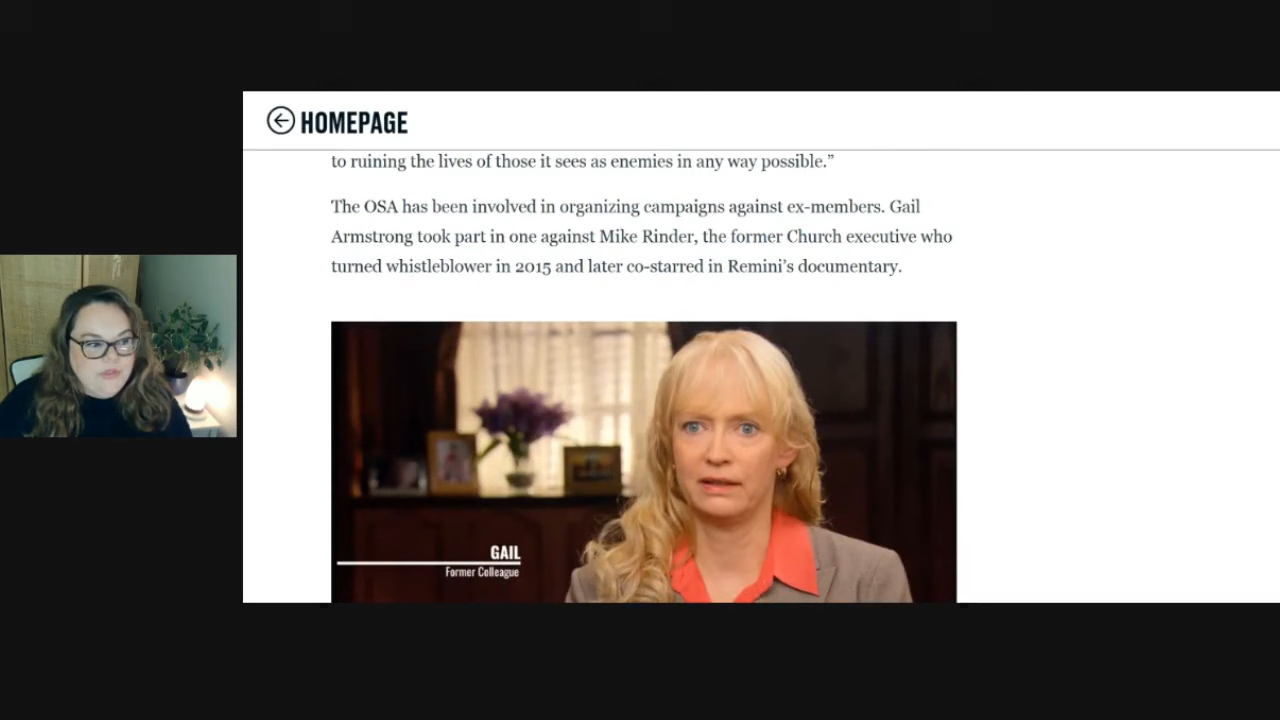 HOMEPAGE
to ruining the lives of those it sees as enemies in any way possible.”
The OSA has been involved in organizing campaigns against ex-members. Gail
Armstrong took part in one against Mike Rinder, the former Church executive who
turned whistleblower in 2015 and later co-starred in Remini’s documentary.
GAIL
Former Colleague